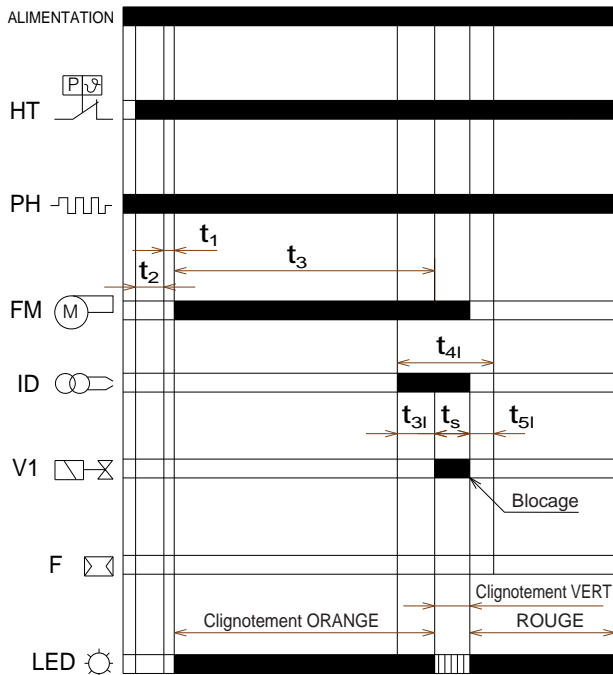 ALIMENTATION
P ϑ
HT
PH
t1
t3
t2
FM M
t4l
ID
t3l ts t5l
V1
Blocage
F
Clignotement VERT
Clignotement ORANGE ROUGE
LED